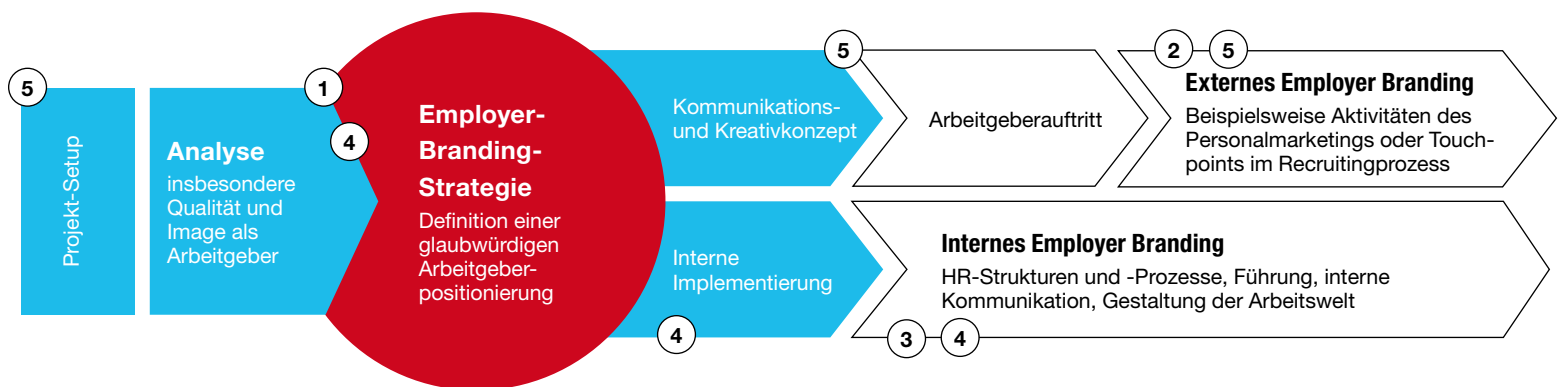 5
Projekt-Setup
Analyse
insbesondere
Qualität und
Image als
Arbeitgeber
1
4
Employer-
Branding-
Strategie
Definition einer
glaubwürdigen
Arbeitgeber-
positionierung
Kommunikations-
und Kreativkonzept
5
Arbeitgeberauftritt
2
5
Externes Employer Branding
Beispielsweise Aktivitäten des
Personalmarketings oder Touch-
points im Recruitingprozess
Interne
Implementierung
4
Internes Employer Branding
HR-Strukturen und -Prozesse, Führung, interne
Kommunikation, Gestaltung der Arbeitswelt
3
4